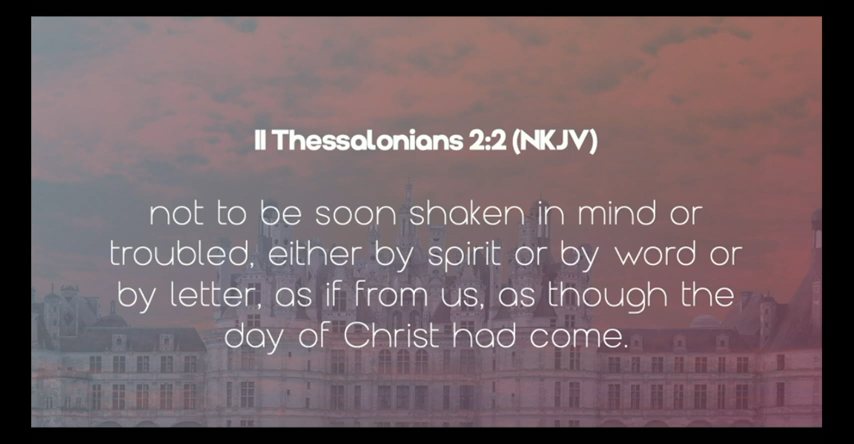 II Thessalonians 2:2 (NKJV)
not to be soon shaken in mind or
troubled, either by spirit or by word or
by letter, as if from us, as though the
day of Christ had come.